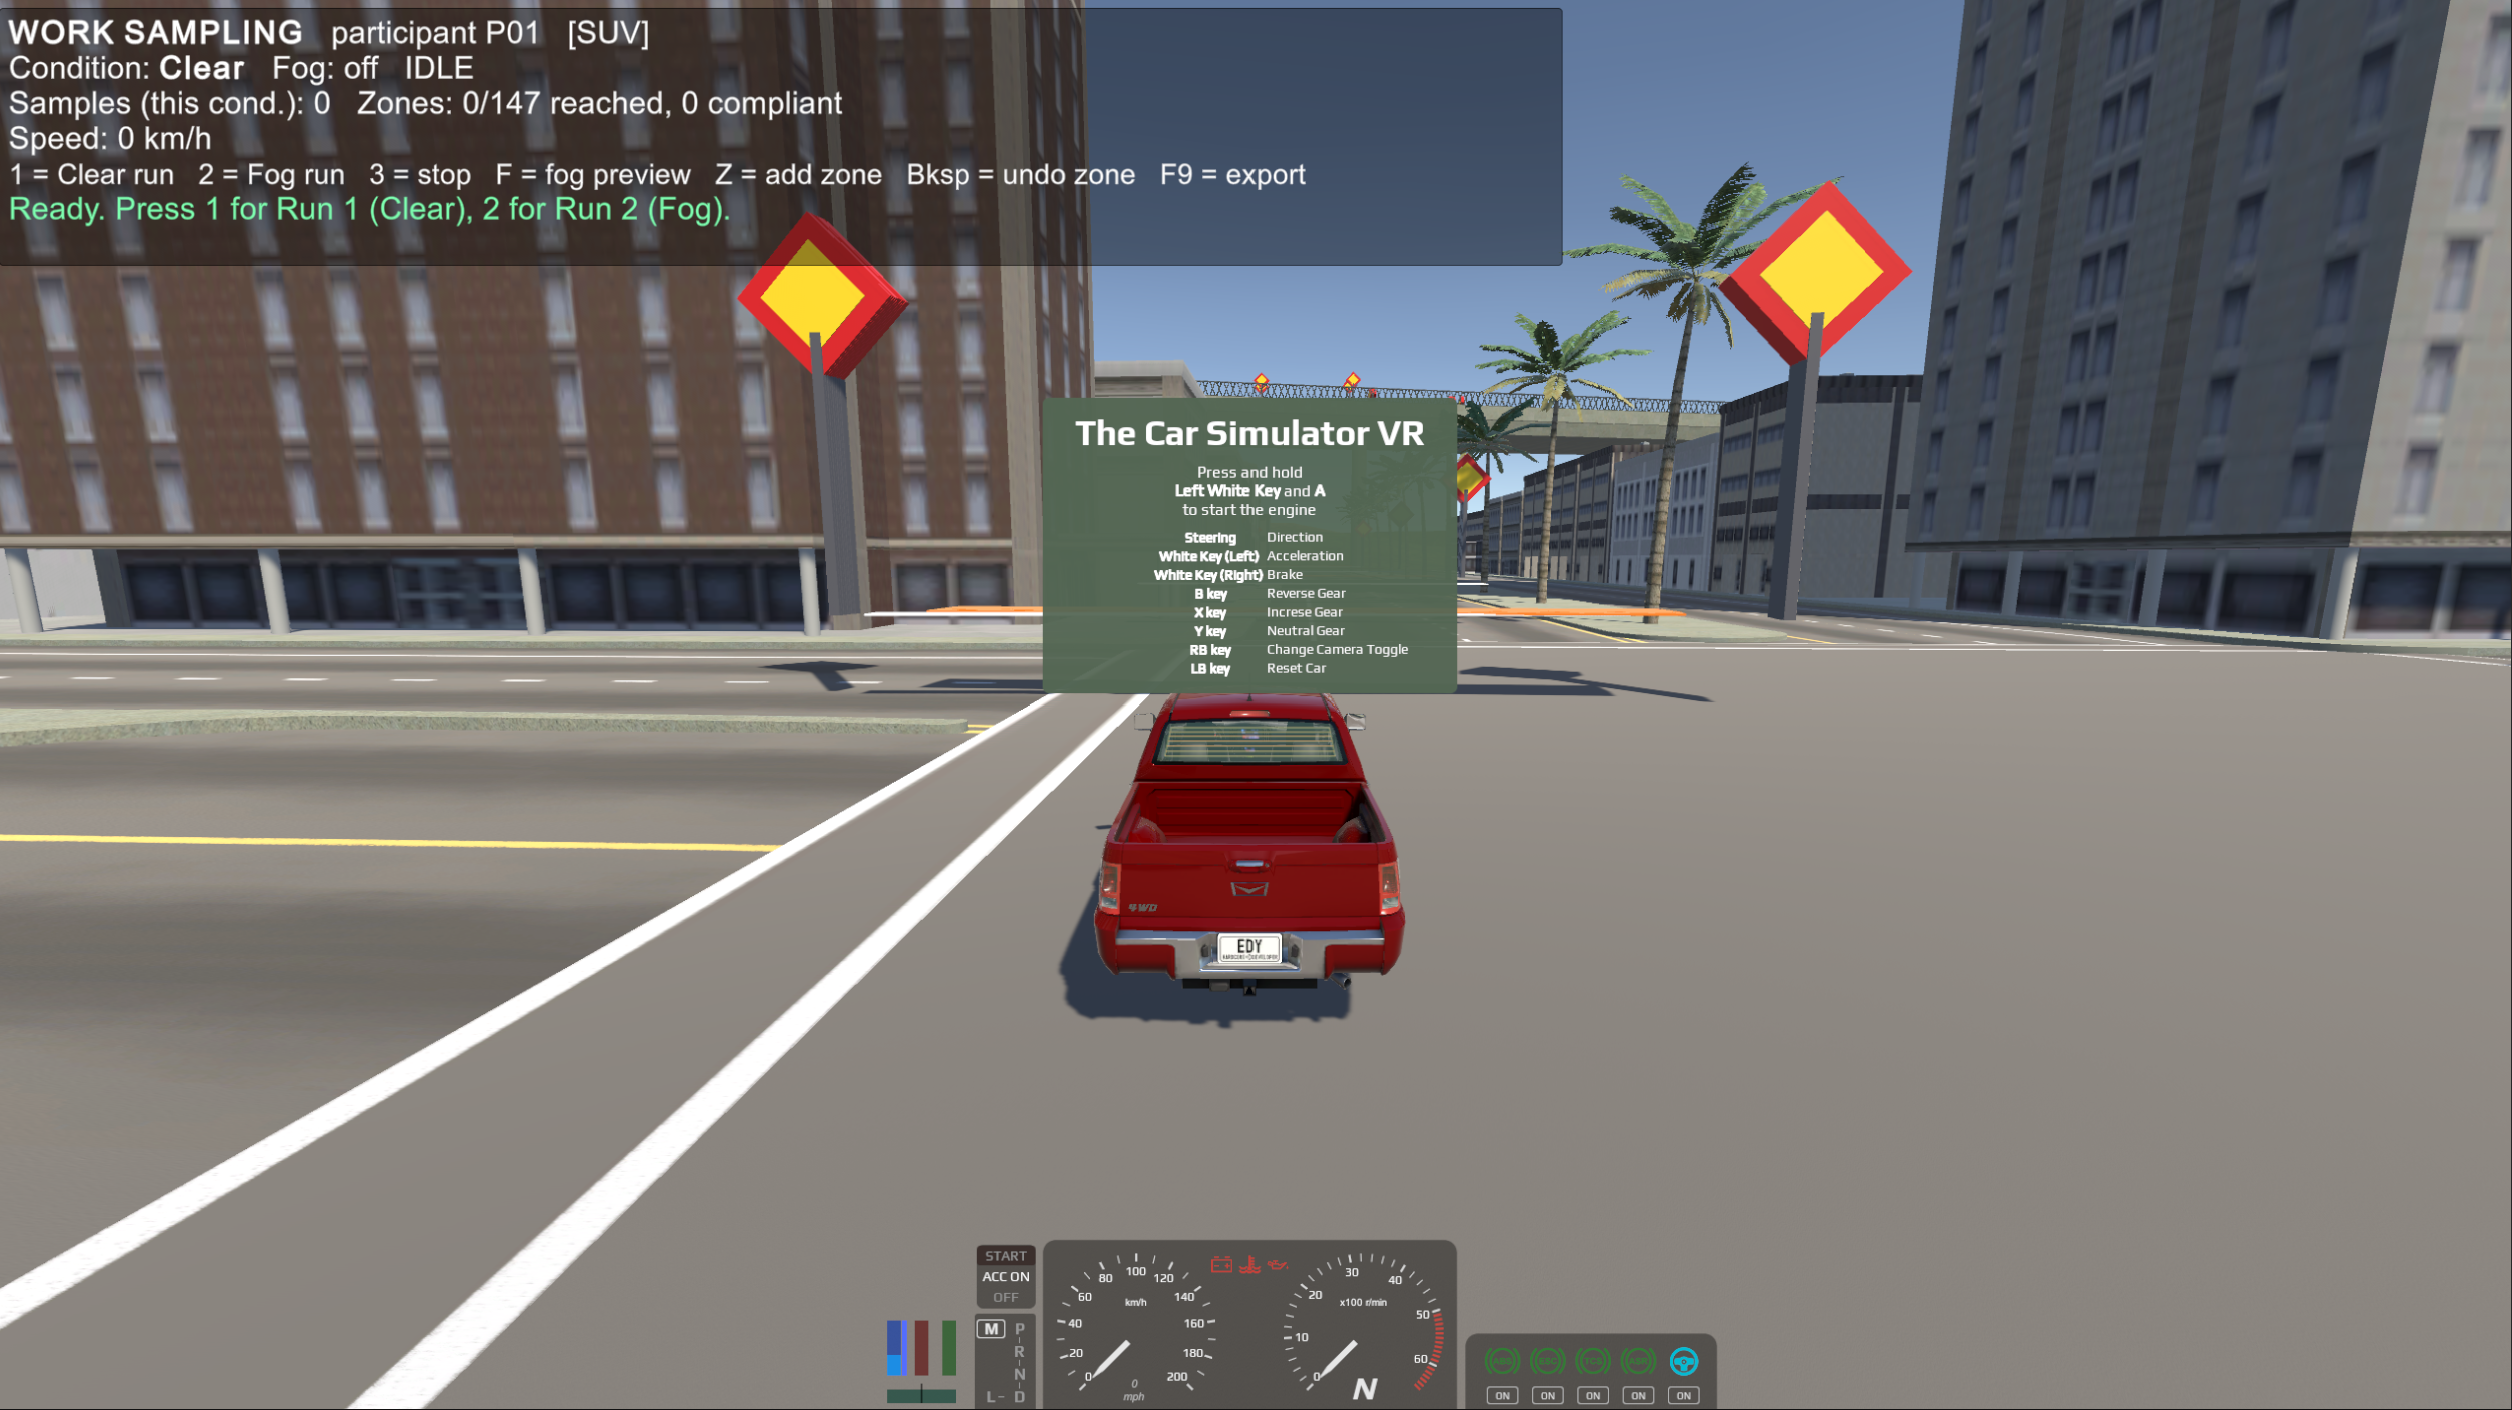 WORK SAMPLING participant P01 [SUV]
Condition: Clear Fog: off IDLE
Samples (this cond.): 0 Zones: 0/147 reached, 0 compliant
Speed: 0 km/h
1 = Clear run 2 = Fog run 3 = stop F = fog preview Z = add zone Bksp = undo zone F9 = export
Ready. Press 1 for Run 1 (Clear), 2 for Run 2 (Fog).
The Car Simulator VR
Press and hold
Left White Key and A
to start the engine
Steering Direction
White Key (Left) Acceleration
White Key (Right) Brake
B key Reverse Gear
X key Increse Gear
Y key Neutral Gear
RB key Change Camera Toggle
LB key Reset Car
4WD
EDY
START
ACC ON
OFF
M P
R
N
L - D
0 20 40 60 80 100 120 140 160 180 200
km/h
0
mph
0 10 20 30 40 50 60
x100 r/min
N
ABS ESC TCS ASR
ON ON ON ON ON